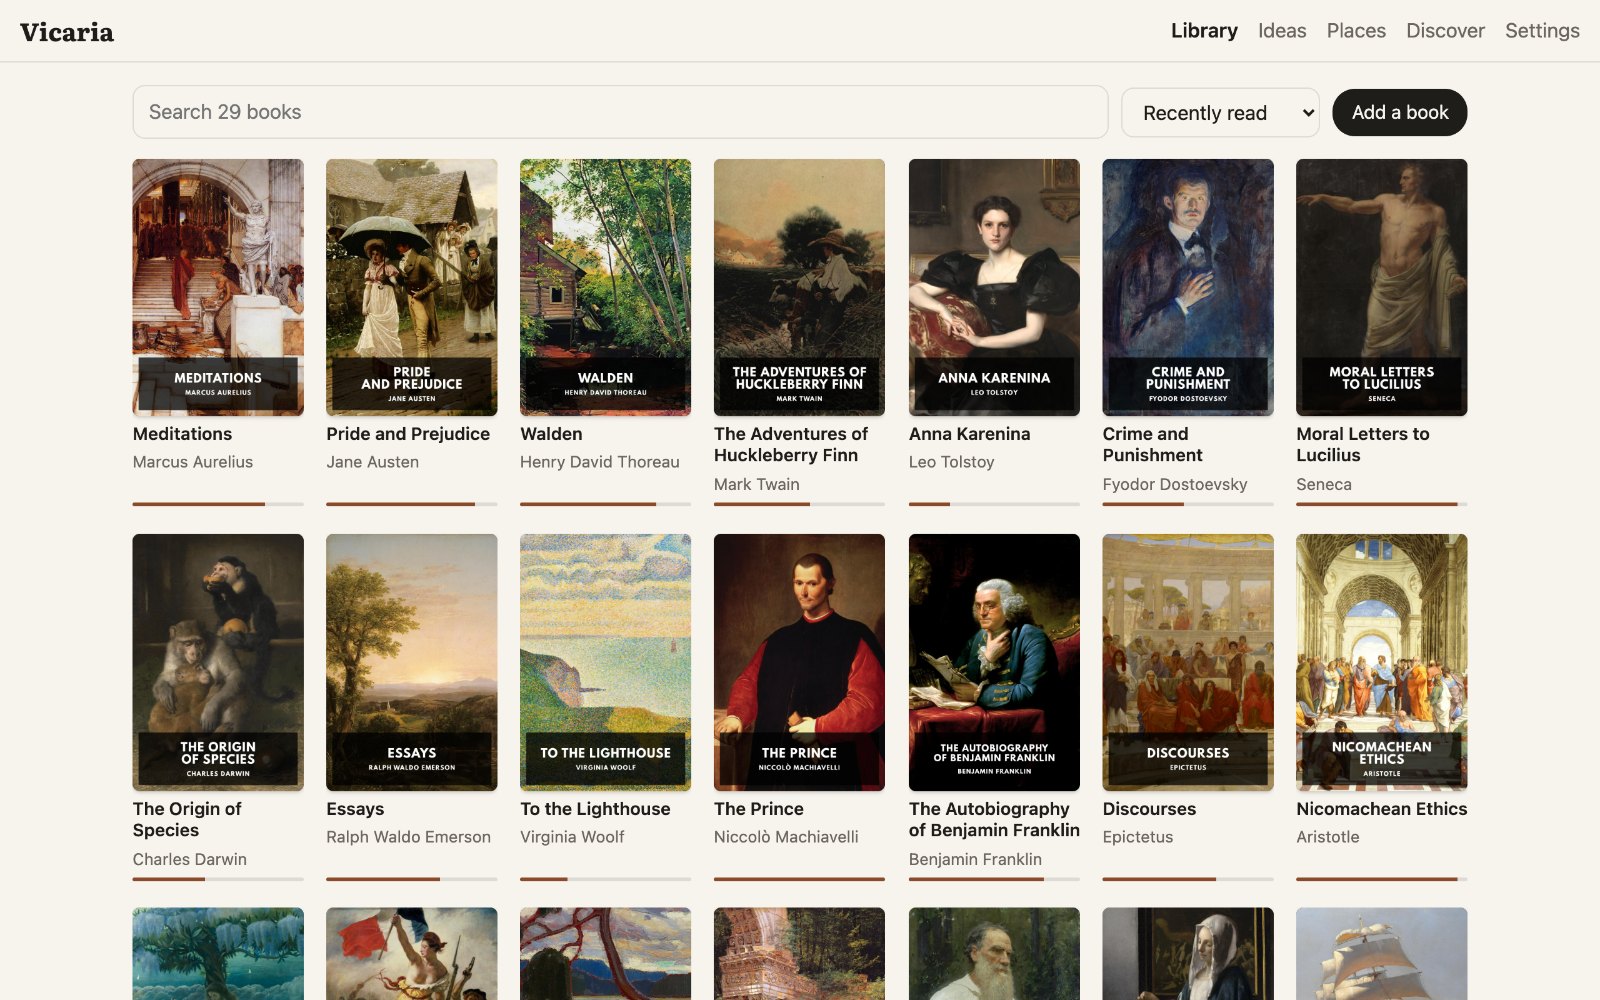 Vicaria
Library Ideas Places Discover Settings
Search 29 books
Recently read
Add a book
MEDITATIONS
MARCUS AURELIUS
PRIDE
AND PREJUDICE
JANE AUSTEN
WALDEN
HENRY DAVID THOREAU
THE ADVENTURES OF
HUCKLEBERRY FINN
MARK TWAIN
ANNA KARENINA
LEO TOLSTOY
CRIME AND
PUNISHMENT
FYODOR DOSTOEVSKY
MORAL LETTERS
TO LUCILIUS
SENECA
Meditations
Marcus Aurelius
Pride and Prejudice
Jane Austen
Walden
Henry David Thoreau
The Adventures of
Huckleberry Finn
Mark Twain
Anna Karenina
Leo Tolstoy
Crime and
Punishment
Fyodor Dostoevsky
Moral Letters to
Lucilius
Seneca
THE ORIGIN
OF SPECIES
CHARLES DARWIN
ESSAYS
RALPH WALDO EMERSON
TO THE LIGHTHOUSE
VIRGINIA WOOLF
THE PRINCE
NICCOLÒ MACHIAVELLI
THE AUTOBIOGRAPHY
OF BENJAMIN FRANKLIN
BENJAMIN FRANKLIN
DISCOURSES
EPICTETUS
NICOMACHEAN
ETHICS
ARISTOTLE
The Origin of
Species
Charles Darwin
Essays
Ralph Waldo Emerson
To the Lighthouse
Virginia Woolf
The Prince
Niccolò Machiavelli
The Autobiography
of Benjamin Franklin
Benjamin Franklin
Discourses
Epictetus
Nicomachean Ethics
Aristotle